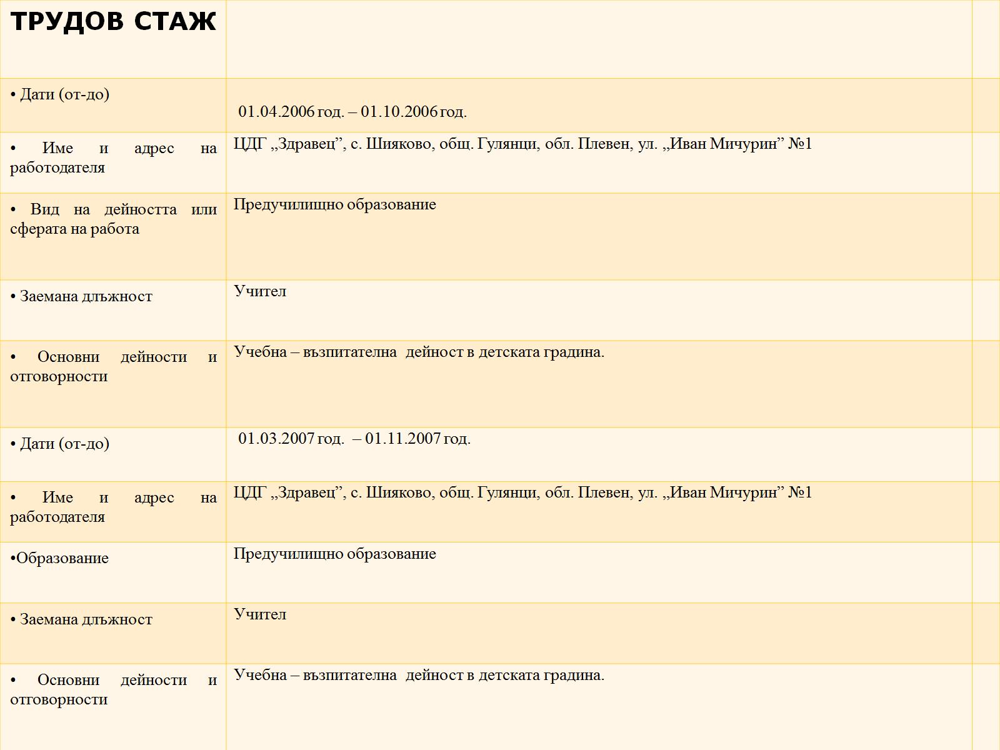 ТРУДОВ СТАЖ
• Дати (от-до)
01.04.2006 год. – 01.10.2006 год.
• Име и адрес на
работодателя
ЦДГ „Здравец”, с. Шияково, общ. Гулянци, обл. Плевен, ул. „Иван Мичурин” №1
• Вид на дейността или
сферата на работа
Предучилищно образование
• Заемана длъжност
Учител
• Основни дейности и
отговорности
Учебна – възпитателна дейност в детската градина.
• Дати (от-до)
01.03.2007 год. – 01.11.2007 год.
• Име и адрес на
работодателя
ЦДГ „Здравец”, с. Шияково, общ. Гулянци, обл. Плевен, ул. „Иван Мичурин” №1
•Образование
Предучилищно образование
• Заемана длъжност
Учител
• Основни дейности и
отговорности
Учебна – възпитателна дейност в детската градина.